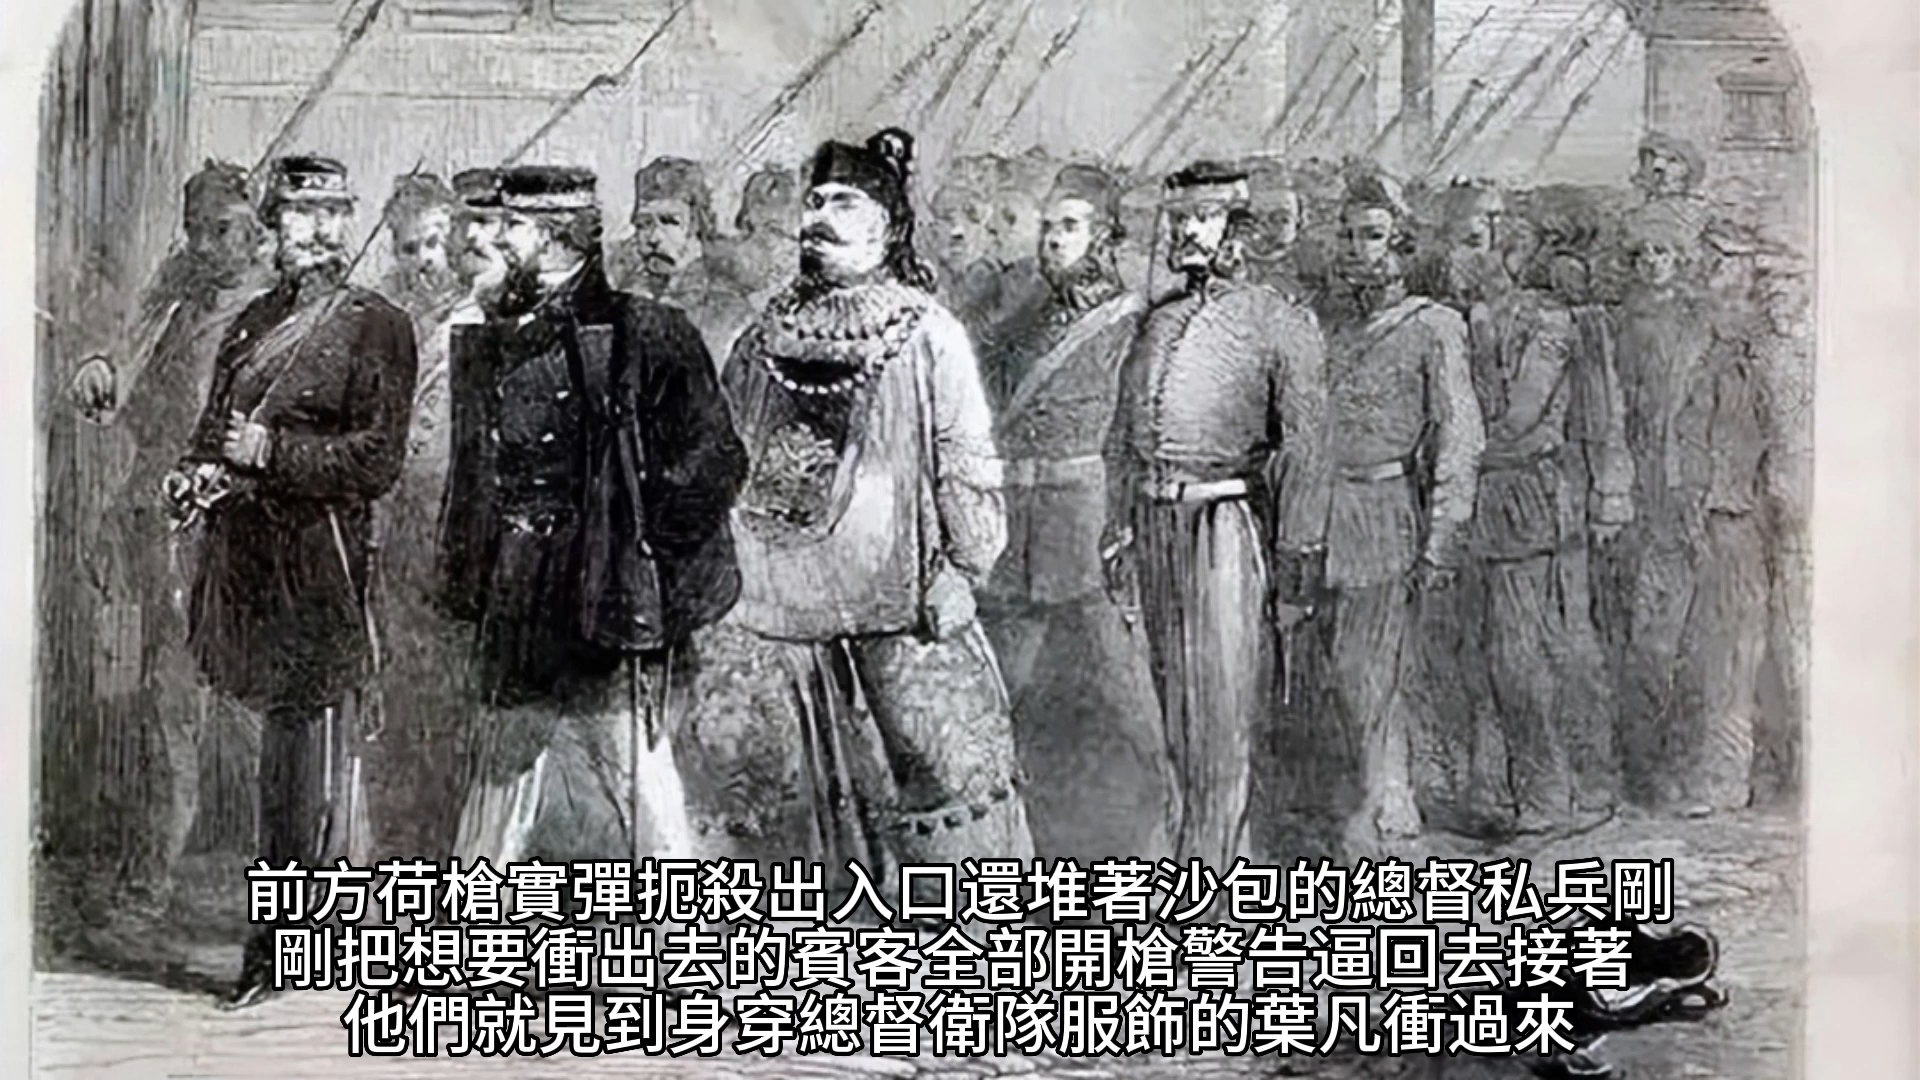 前方荷槍實彈扼殺出入口還堆著沙包的總督私兵剛
剛把想要衝出去的賓客全部開槍警告逼回去接著
他們就見到身穿總督衛隊服飾的葉凡衝過來